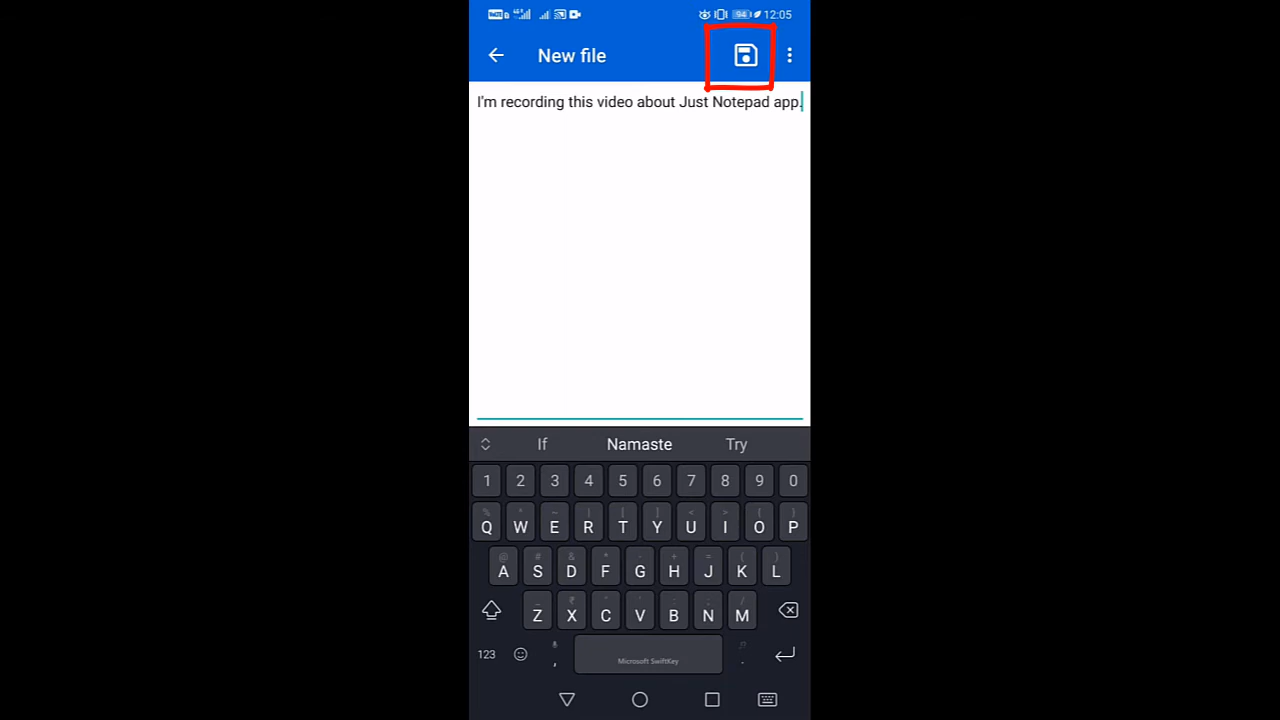 94 12:05
New file
I'm recording this video about Just Notepad app.
If Namaste Try
1 2 3 4 5 6 7 8 9 0
Q W E R T Y U I O P
@ # & * - + = ( )
A S D F G H J K L
Z X C V B N M
123 , Microsoft SwiftKey .